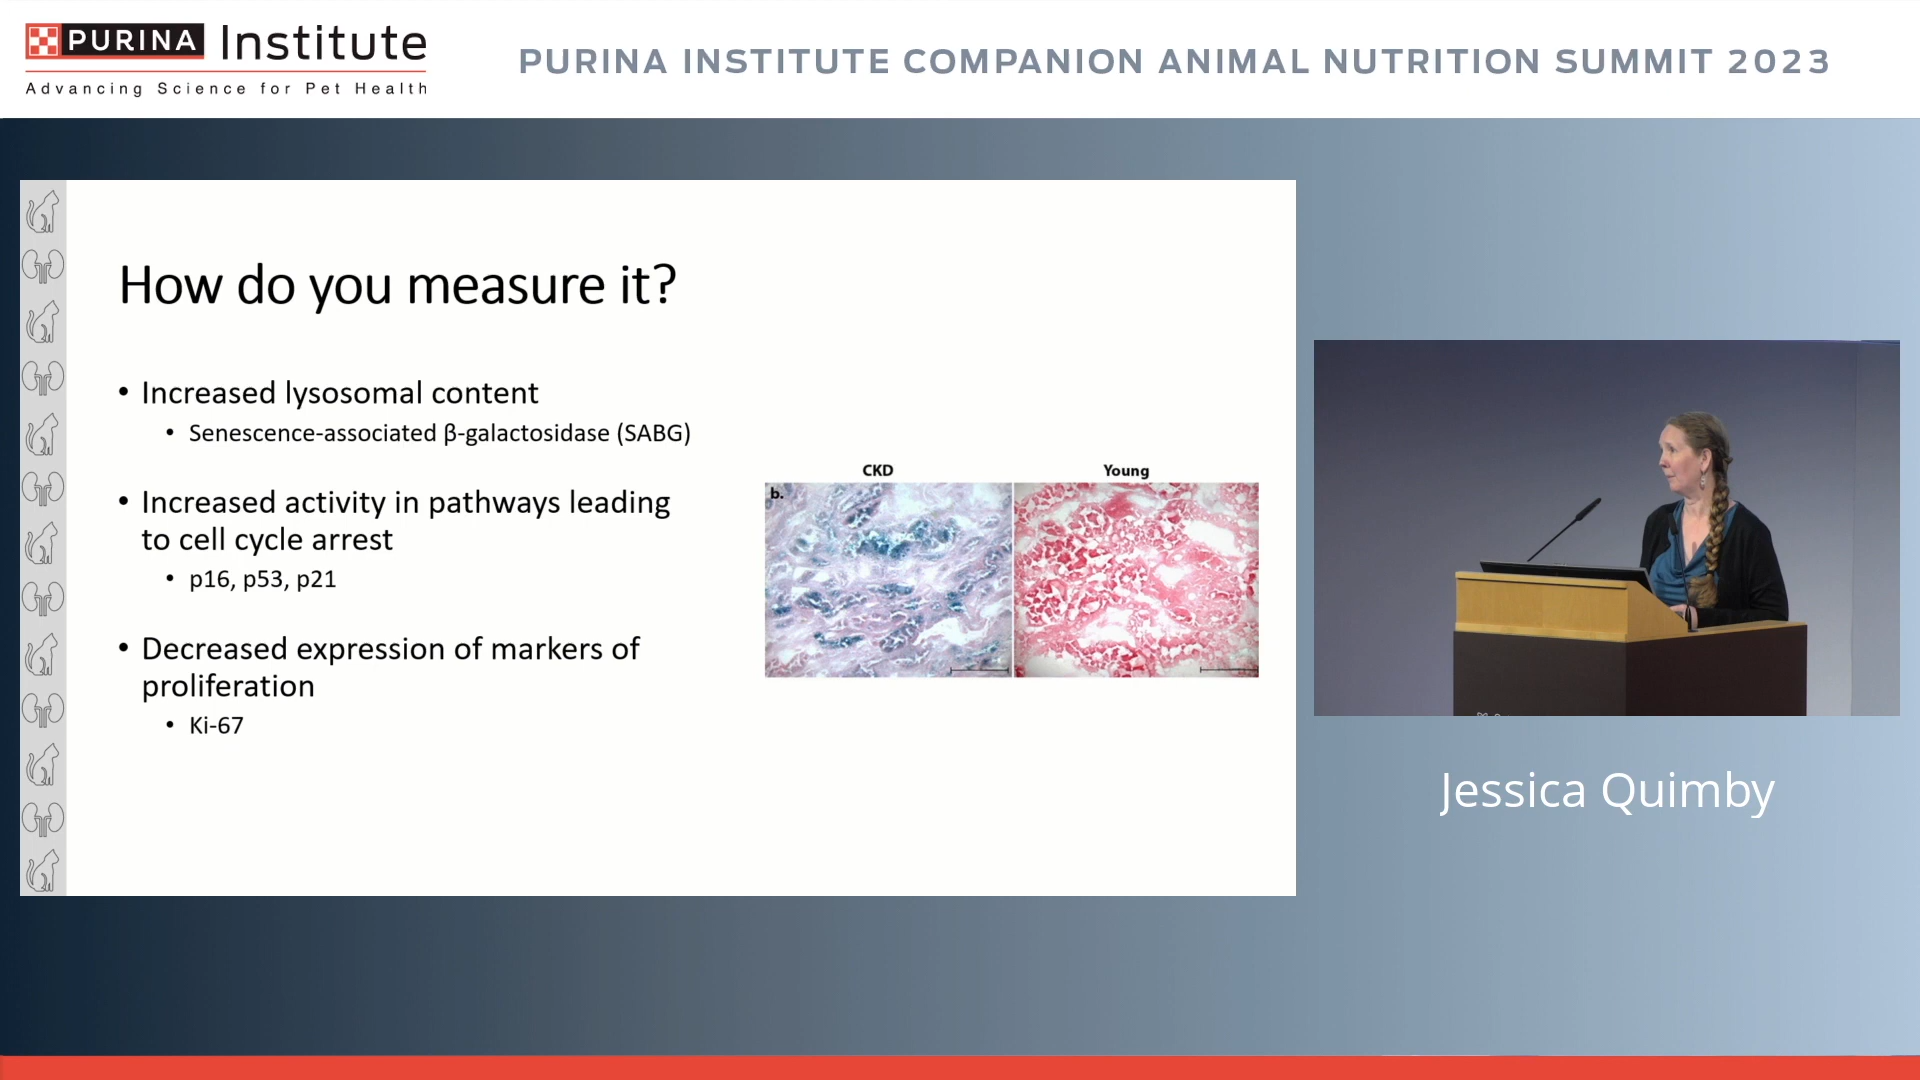 PURINA Institute
Advancing Science for Pet Health
PURINA INSTITUTE COMPANION ANIMAL NUTRITION SUMMIT 2023
How do you measure it?
• Increased lysosomal content
• Senescence-associated β-galactosidase (SABG)
• Increased activity in pathways leading
to cell cycle arrest
• p16, p53, p21
• Decreased expression of markers of
proliferation
• Ki-67
CKD
Young
b.
Jessica Quimby